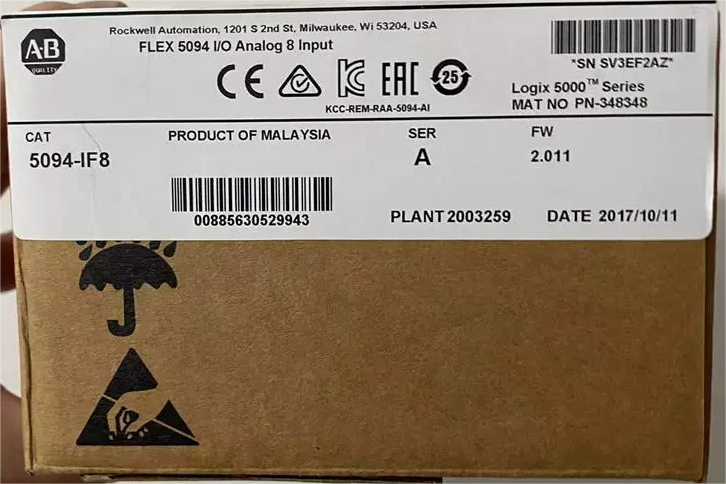 A-B
QUALITY
Rockwell Automation, 1201 S 2nd St, Milwaukee, Wi 53204, USA
FLEX 5094 I/O Analog 8 Input
CE
EAC
25
KCC-REM-RAA-5094-AI
*SN SV3EF2AZ*
Logix 5000™ Series
MAT NO PN-348348
CAT
5094-IF8
PRODUCT OF MALAYSIA
SER
A
FW
2.011
00885630529943
PLANT 2003259
DATE 2017/10/11